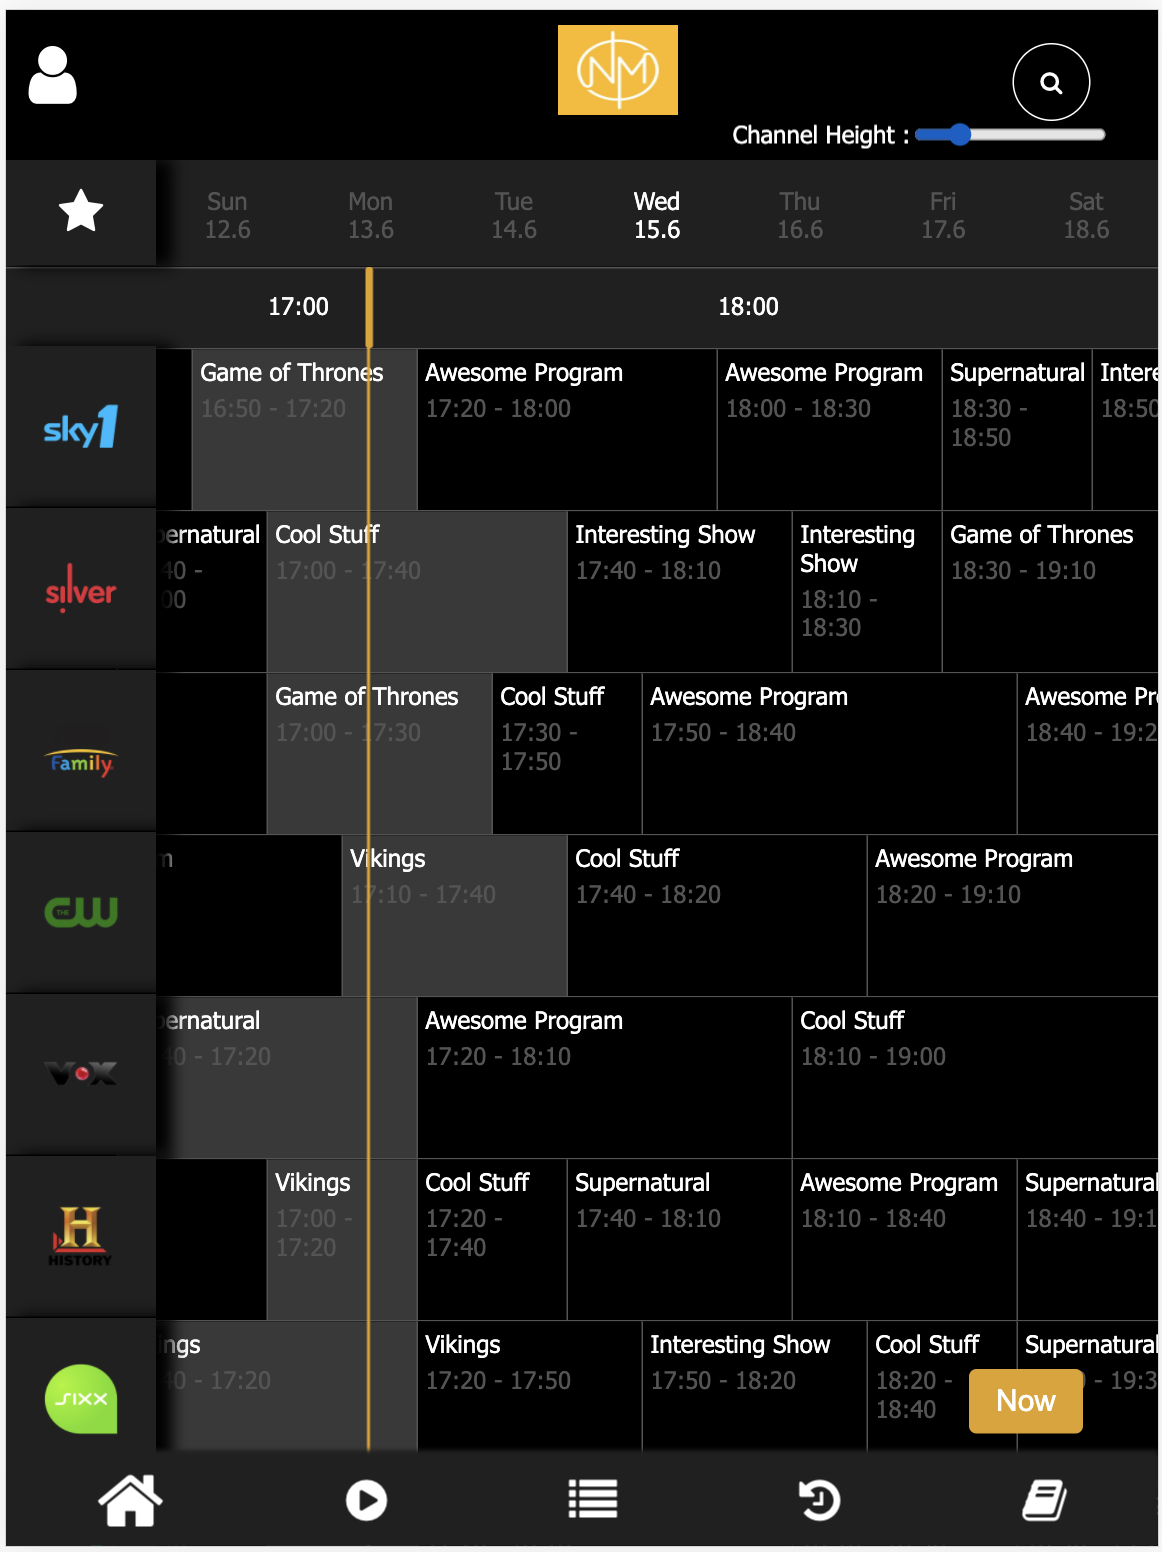 NM
Channel Height :
Sun Mon Tue Wed Thu Fri Sat
12.6 13.6 14.6 15.6 16.6 17.6 18.6
17:00 18:00
sky1
Game of Thrones
16:50 - 17:20
Awesome Program
17:20 - 18:00
Awesome Program
18:00 - 18:30
Supernatural
18:30 -
18:50
Intere
18:50
silver
pernatural
40 -
00
Cool Stuff
17:00 - 17:40
Interesting Show
17:40 - 18:10
Interesting
Show
18:10 -
18:30
Game of Thrones
18:30 - 19:10
Family
Game of Thrones
17:00 - 17:30
Cool Stuff
17:30 -
17:50
Awesome Program
17:50 - 18:40
Awesome Pr
18:40 - 19:2
THE CW
m
Vikings
17:10 - 17:40
Cool Stuff
17:40 - 18:20
Awesome Program
18:20 - 19:10
VOX
pernatural
40 - 17:20
Awesome Program
17:20 - 18:10
Cool Stuff
18:10 - 19:00
H
HISTORY
Vikings
17:00 -
17:20
Cool Stuff
17:20 -
17:40
Supernatural
17:40 - 18:10
Awesome Program
18:10 - 18:40
Supernatural
18:40 - 19:1
sixx
ings
40 - 17:20
Vikings
17:20 - 17:50
Interesting Show
17:50 - 18:20
Cool Stuff
18:20 -
18:40
Supernatural
- 19:3
Now